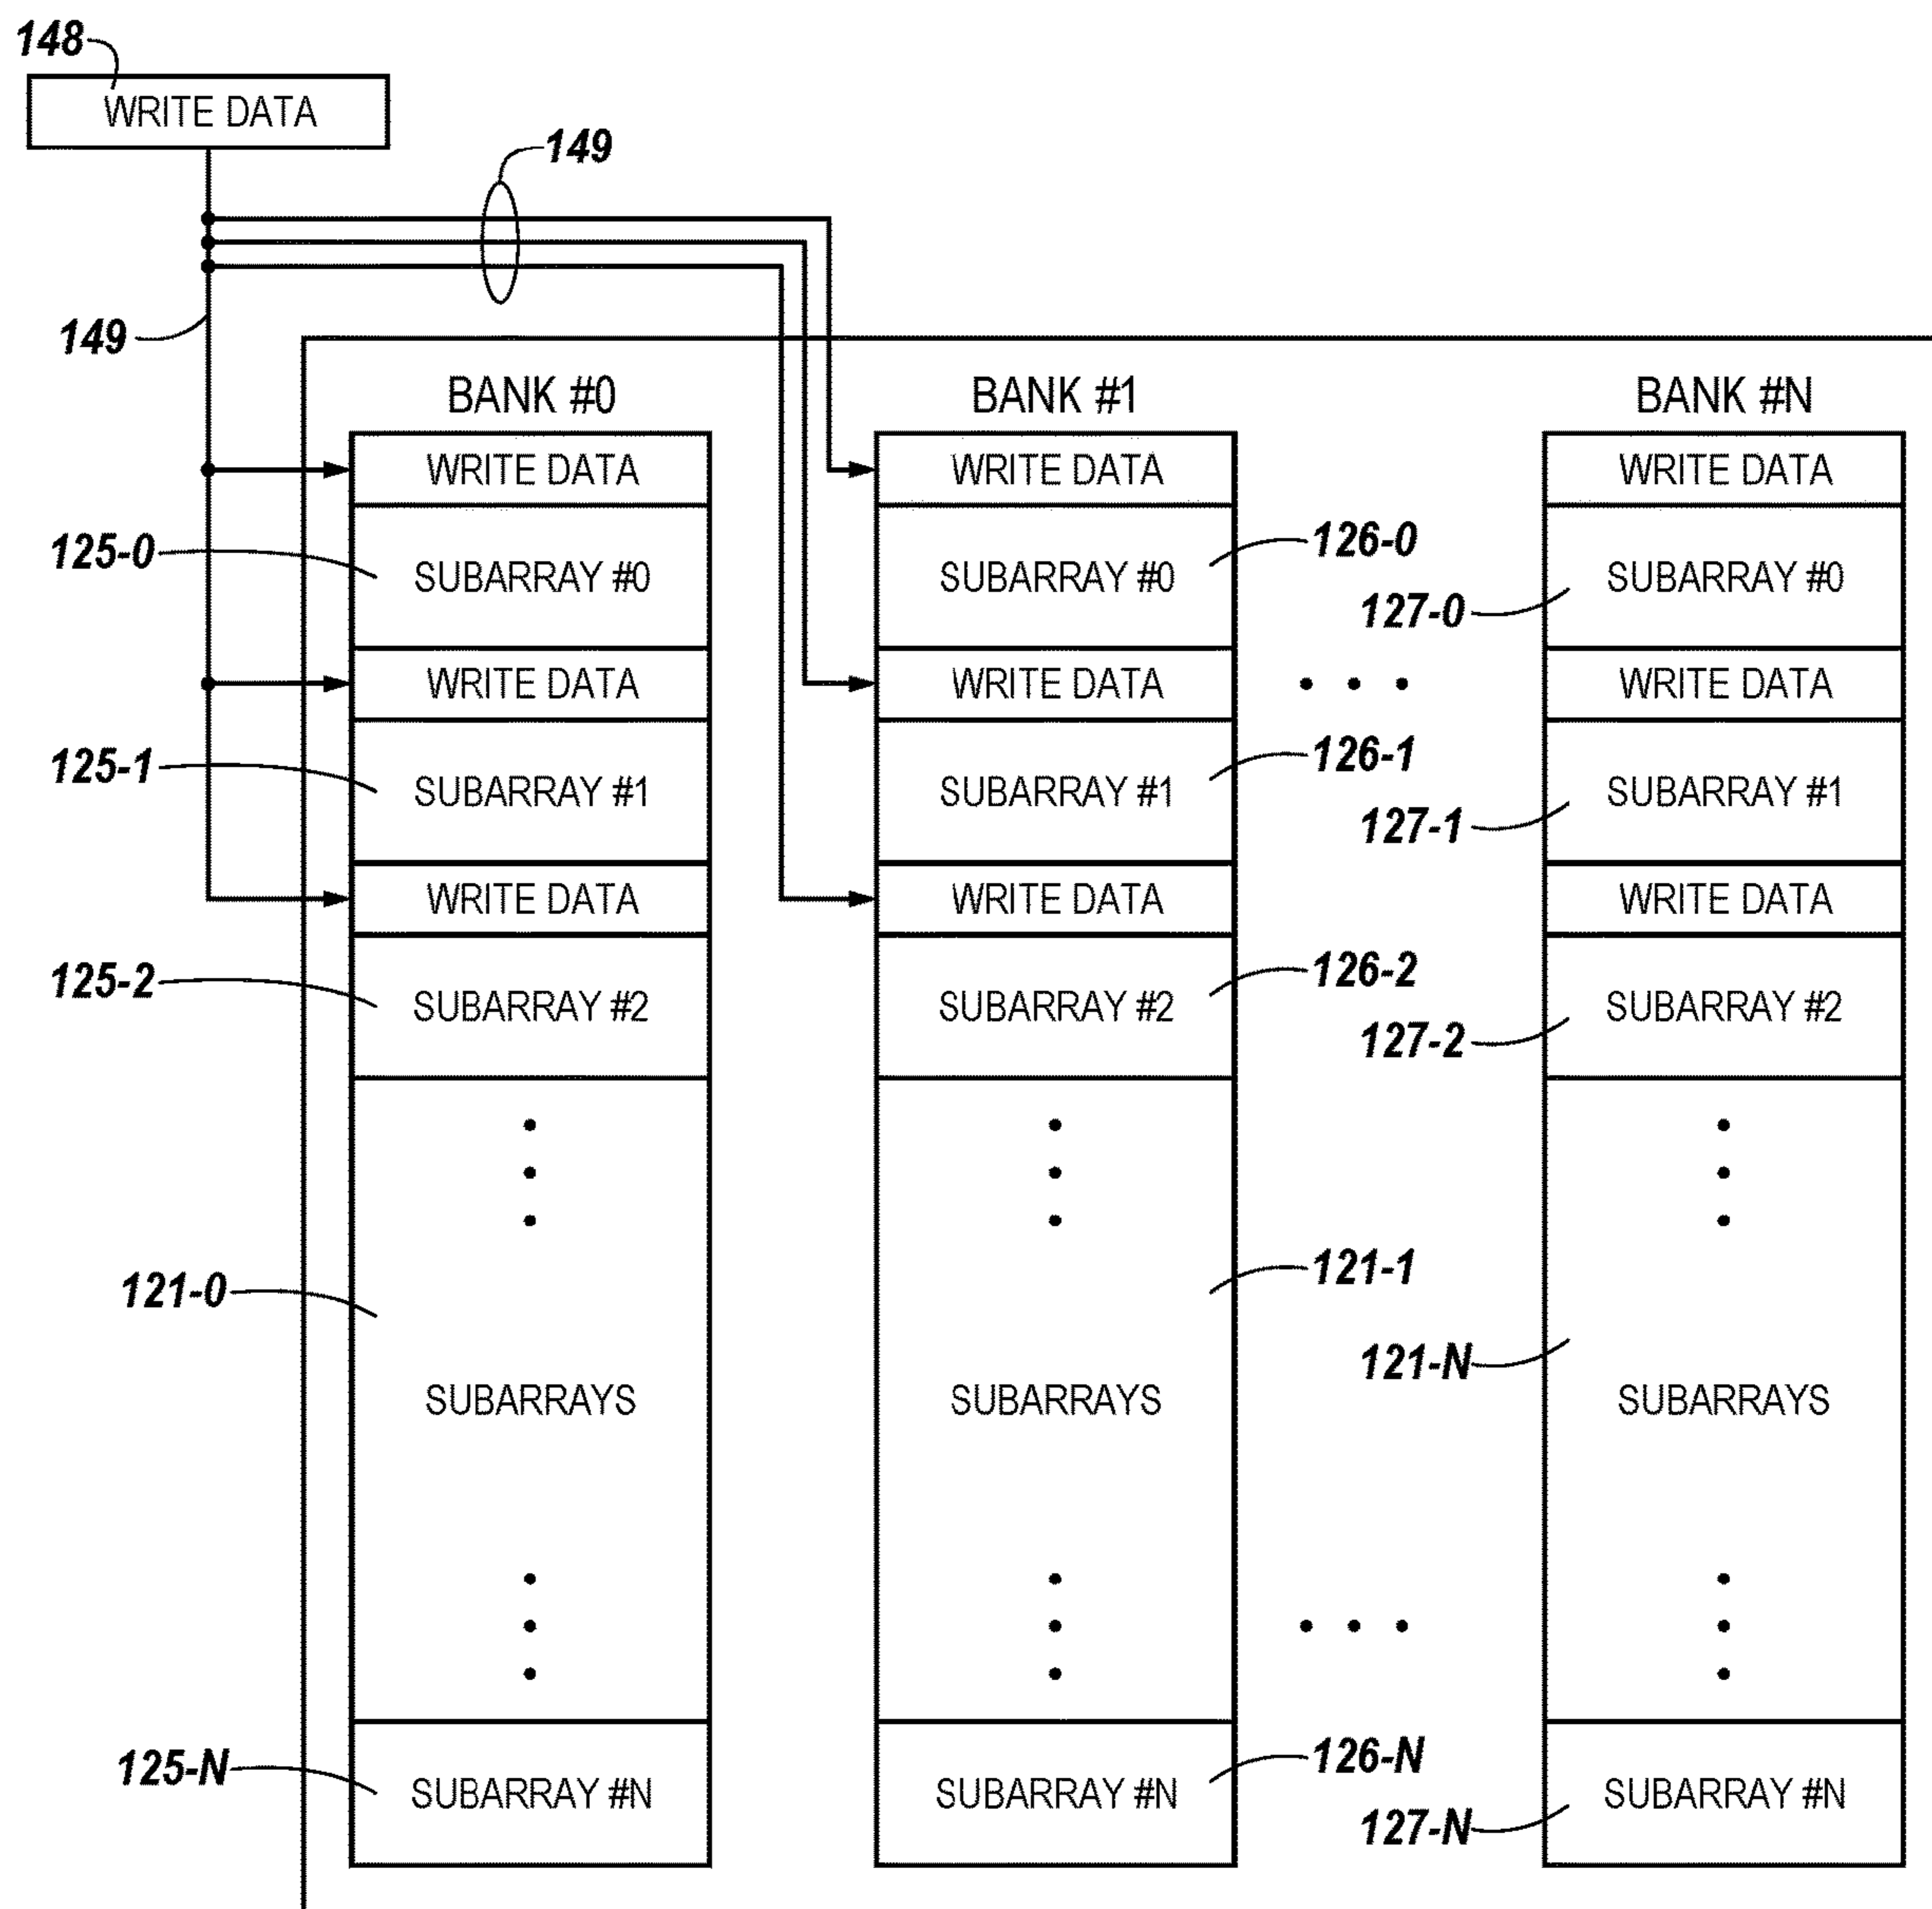 148
WRITE DATA
149
149
BANK #0 BANK #1 BANK #N
WRITE DATA WRITE DATA WRITE DATA
125-0 SUBARRAY #0 SUBARRAY #0 126-0 127-0 SUBARRAY #0
WRITE DATA WRITE DATA WRITE DATA
125-1 SUBARRAY #1 SUBARRAY #1 126-1 127-1 SUBARRAY #1
WRITE DATA WRITE DATA WRITE DATA
125-2 SUBARRAY #2 SUBARRAY #2 126-2 127-2 SUBARRAY #2
121-0 121-1 121-N
SUBARRAYS SUBARRAYS SUBARRAYS
125-N SUBARRAY #N SUBARRAY #N 126-N 127-N SUBARRAY #N